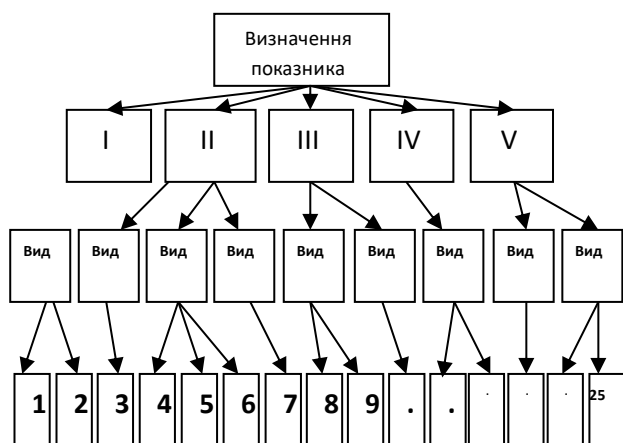 Визначення
показника
I II III IV V
Вид Вид Вид Вид Вид Вид Вид Вид Вид
1 2 3 4 5 6 7 8 9 . . . . . 25